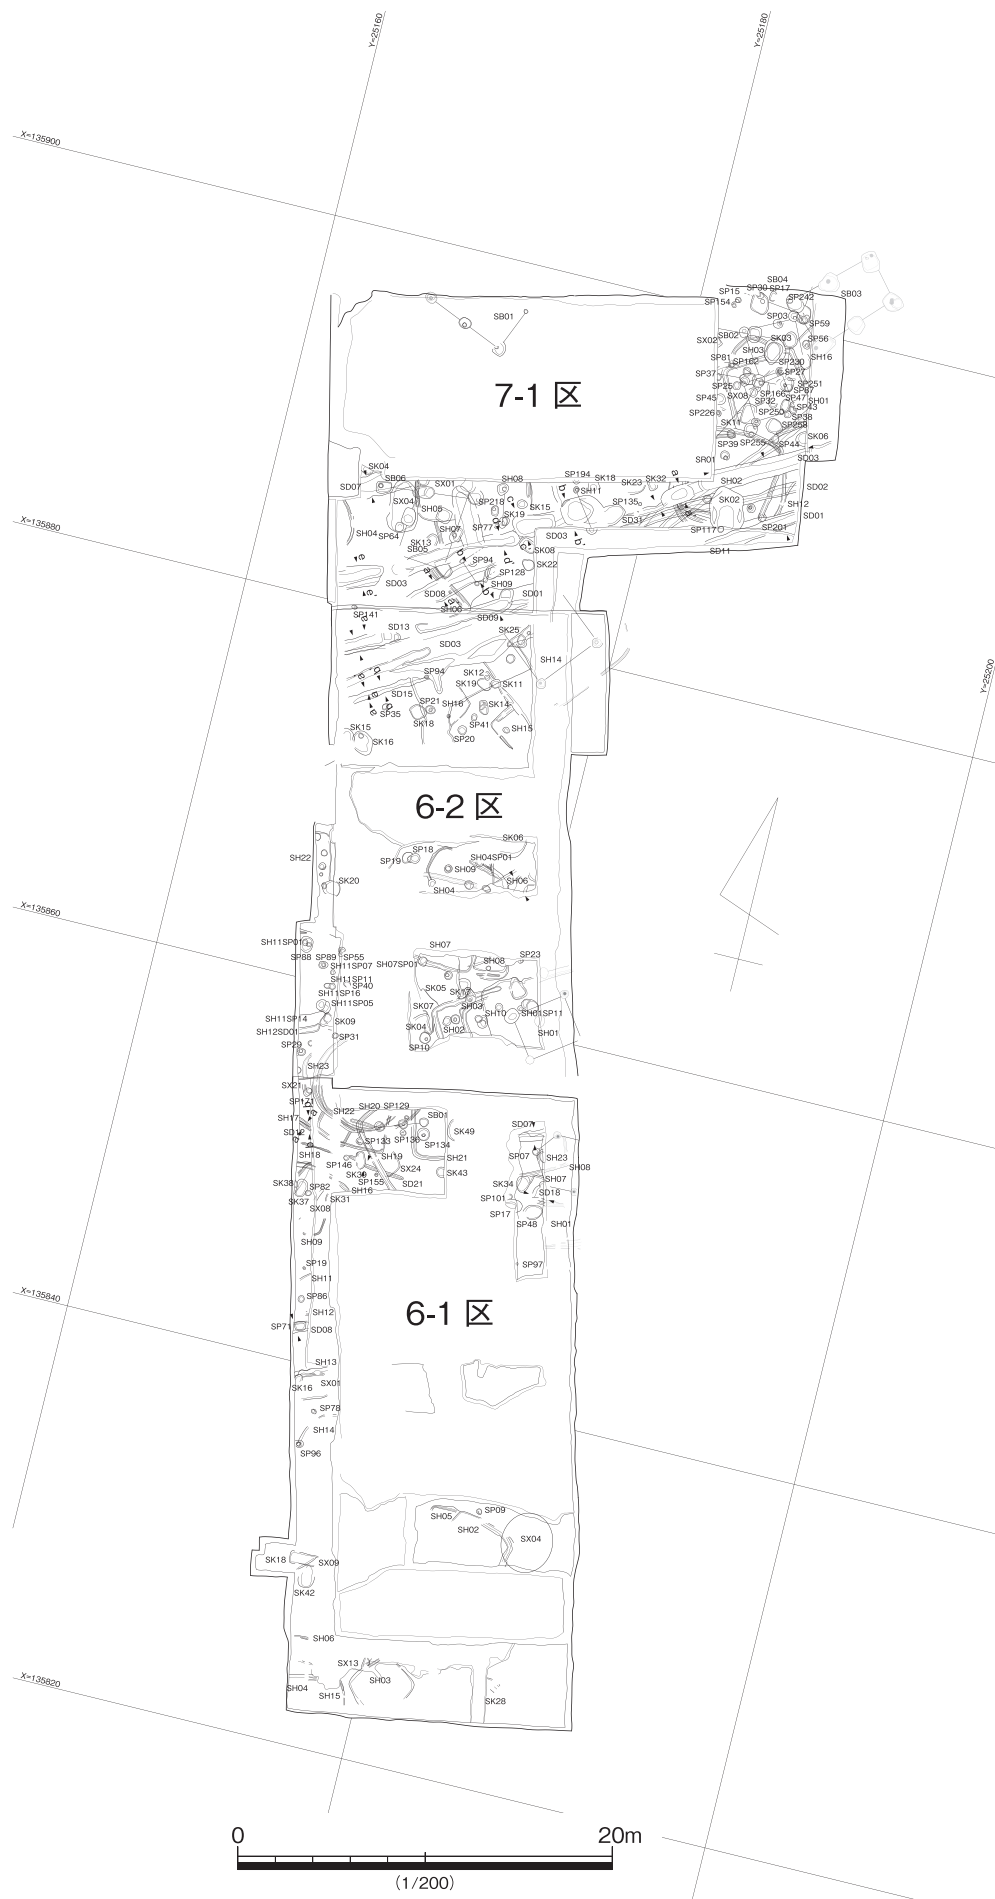 Y=25160
Y=25180
X=135900
SB04
SP15 SP30 SP17
SP154 SP242
SB03
SB01
SP03
SP59
SB02
SX02
SK03
SP56
SH03
SP81 SP162
SP230
SH16
SP37
SP27
7-1 区
SP25
SP251
SP87
SX08
SP166
SP45
SP47
SH01
SP32
SP43
SP226
SP250
SP38
SK11
SP258
SP39
SP255
SP44
SK06
SR01
SD03
SK04
SD07
SB06
SH08
SP194
SK18
SK23
SK32
a
SH02
SD02
SX04
SX01
SH11
SP218
SK15
SP135
SK02
SH12
SH05
SP77
SK19
SD31
SD01
X=135880
SH04
SP64
SH07
SK13
SD03
SP117
SP201
SB05
SK08
SD11
SP94
SK22
SP128
SD03
SH09
SD08
SD01
SH06
SP141
SD09
SD13
SK25
SD03
SH14
Y=25200
SP94
SK12
SK19
SK11
SD15
SP21
SH16
SK14
SP35
SK18
SP41
SH15
SK15
SP20
SK16
6-2 区
SK06
SP18
SH22
SP19
SH04SP01
SH09
SK20
SH04
SH06
X=135860
SH11SP01
SH07
SP88
SP89
SP55
SP23
SH11SP07
SH07SP01
SH08
SH11SP11
SP40
SH11SP16
SK05
SH11SP05
SH03
SH11SP14
SK07
SH10
SH01SP11
SK09
SH12SD01
SK04
SH02
SH01
SP31
SP29
SP10
SH23
SX21
SP171
SH22
SH20
SP129
SB01
SH17
SD07
SD12
SP133
SP136
SK49
SP134
SH18
SP07
SH23
SP146
SH19
SH21
SH08
SK39
SX24
SK43
SK38
SP82
SP155
SK34
SH07
SK37
SK31
SH16
SD21
SD18
SP101
SX08
SP17
SP48
SH01
SH09
SP19
SP97
SH11
SP86
6-1 区
X=135840
SH12
SP71
SD08
SH13
SK16
SX01
SP78
SH14
SP96
SH05
SP09
SH02
SX04
SK18
SX09
SK42
SH06
SX13
X=135820
SH04
SH03
SH15
SK28
0 20m
(1/200)